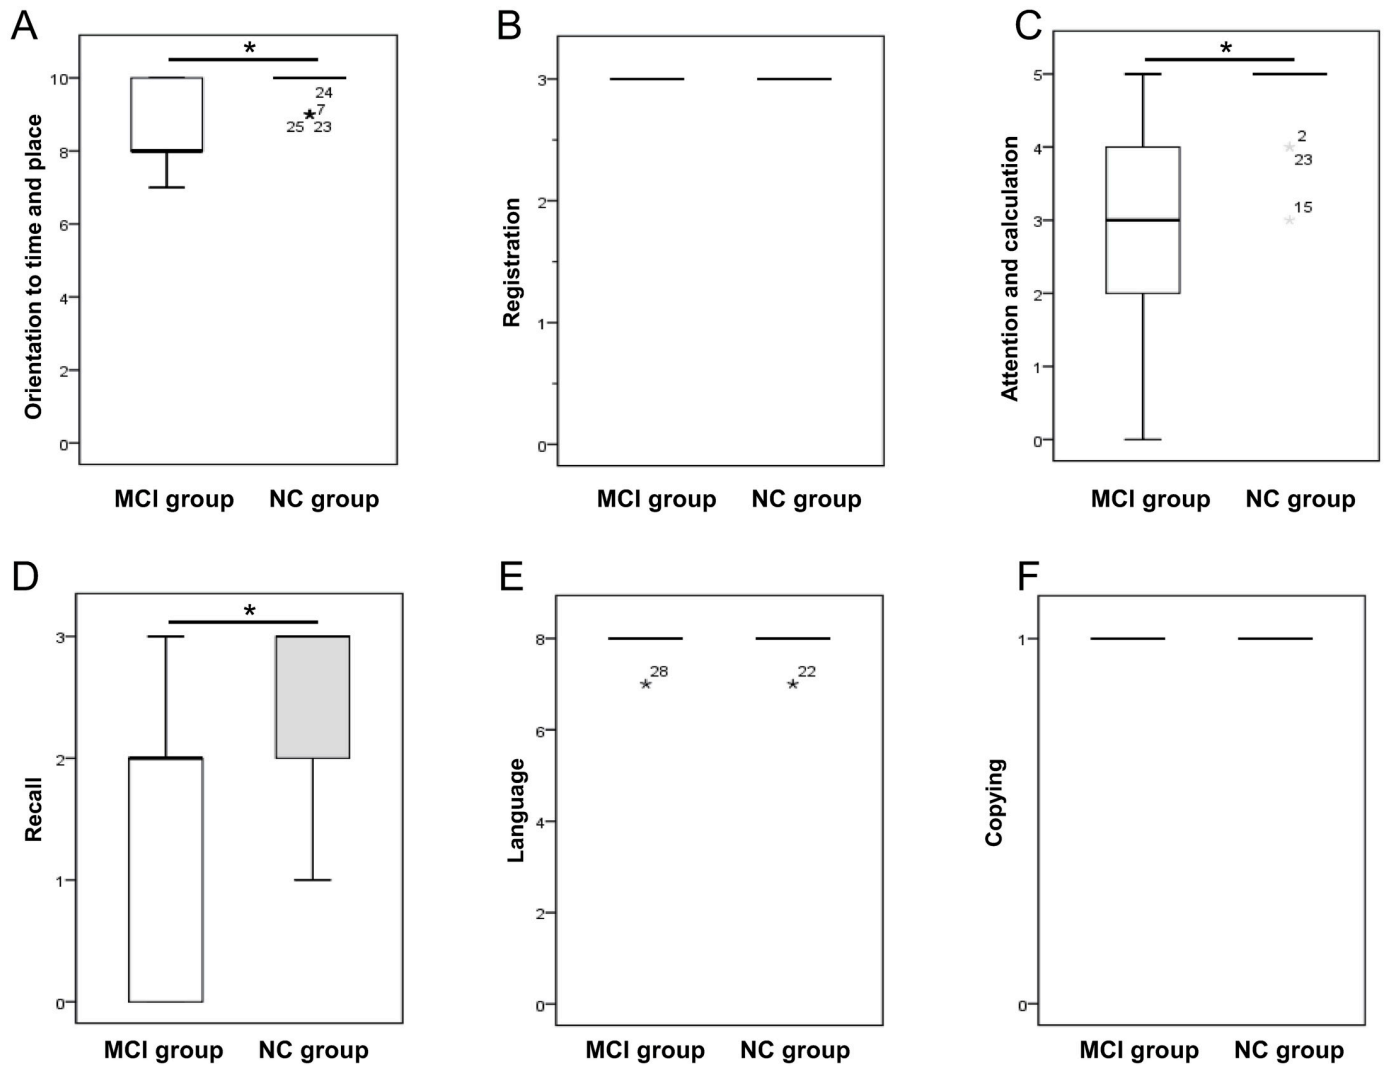 A
*
Orientation to time and place
10
8
6
4
2
0
24
7
* 
25 23
MCI group NC group
B
Registration
3
2
1
0
MCI group NC group
C
*
Attention and calculation
5
4
3
2
1
0
2
*
23
15
*
MCI group NC group
D
*
Recall
3
2
1
0
MCI group NC group
E
Language
8
6
4
2
0
*28
*22
MCI group NC group
F
Copying
1
0
MCI group NC group